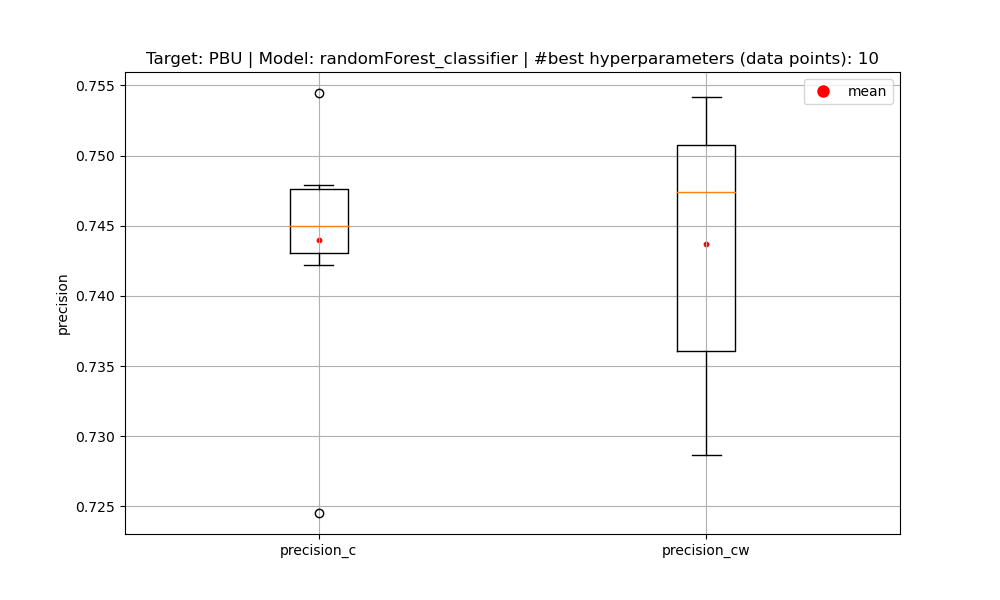 Target: PBU | Model: randomForest_classifier | #best hyperparameters (data points): 10
mean
0.755
0.750
0.745
0.740
0.735
0.730
0.725
precision
precision_c
precision_cw